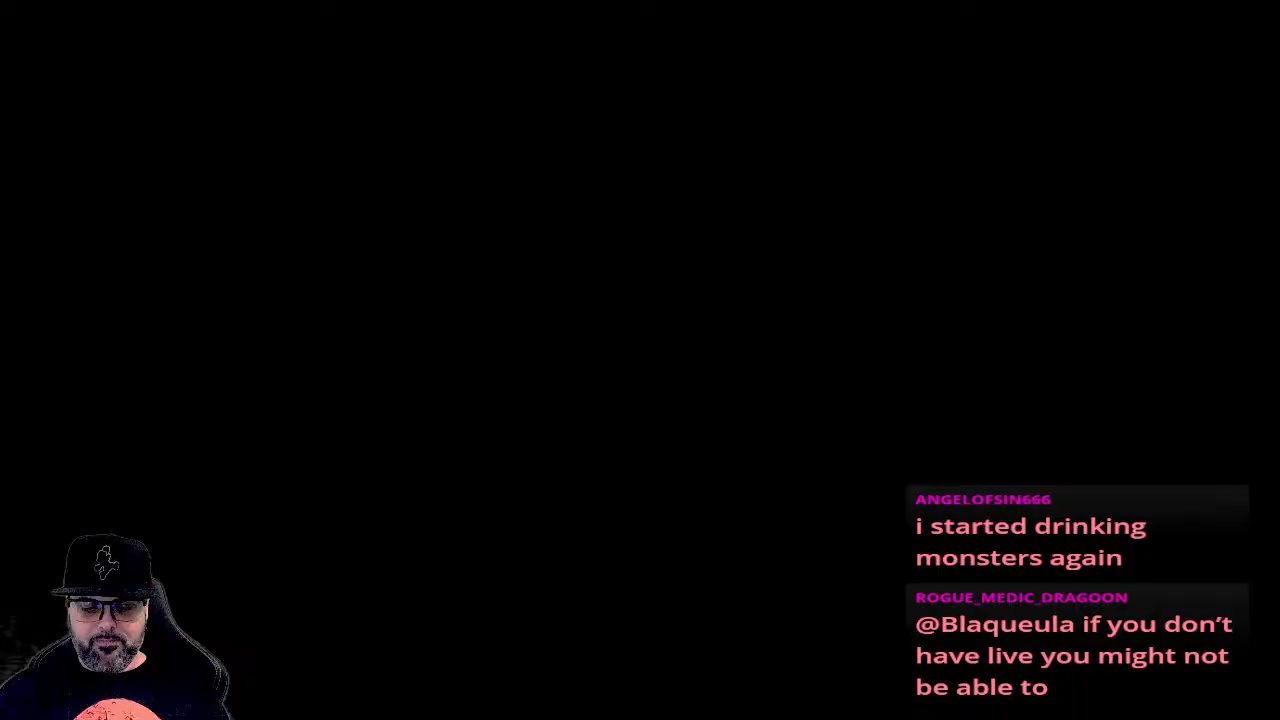 ANGELOFSIN666
i started drinking
monsters again
ROGUE_MEDIC_DRAGOON
@Blaqueula if you don’t
have live you might not
be able to